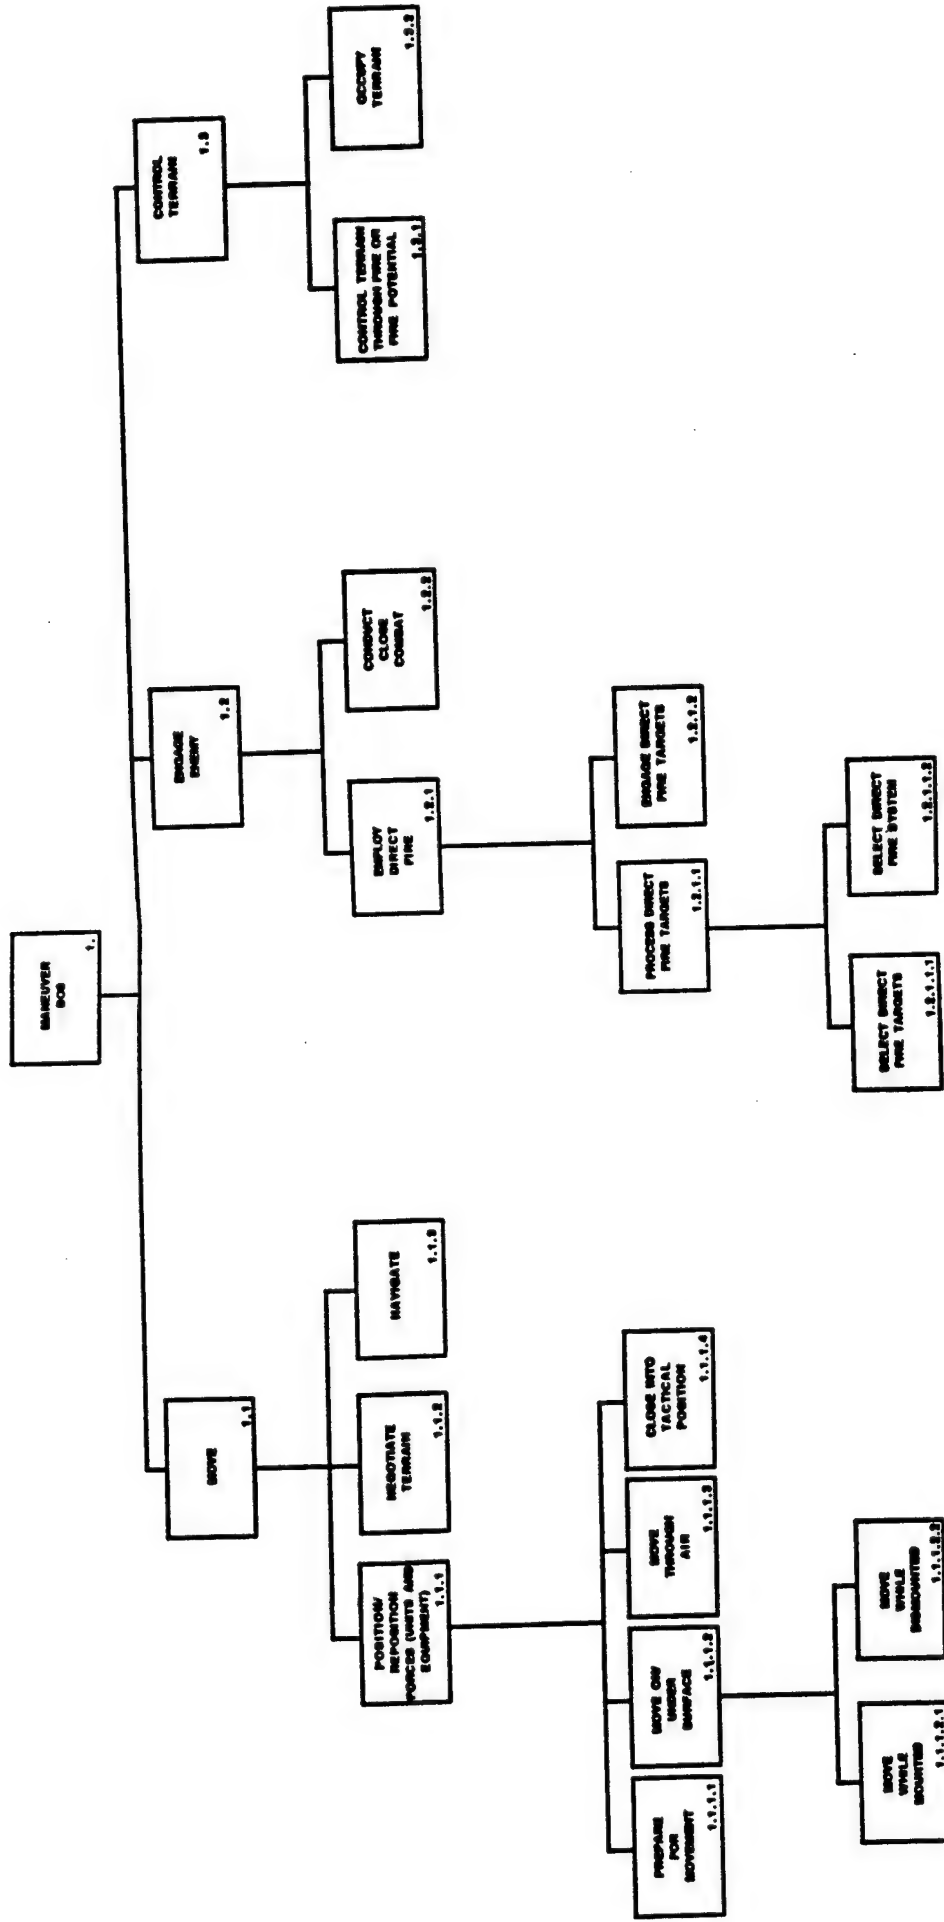 MANEUVER
BOS
1.
MOVE
1.1
ENGAGE
ENEMY
1.2
CONTROL
TERRAIN
1.3
POSITION/
REPOSITION
FORCES (UNITS AND
EQUIPMENT)
1.1.1
NEGOTIATE
TERRAIN
1.1.2
NAVIGATE
1.1.3
EMPLOY
DIRECT
FIRE
1.2.1
CONDUCT
CLOSE
COMBAT
1.2.2
CONTROL TERRAIN
THROUGH FIRE OR
FIRE POTENTIAL
1.3.1
OCCUPY
TERRAIN
1.3.2
PREPARE
FOR
MOVEMENT
1.1.1.1
MOVE ON/
UNDER
SURFACE
1.1.1.2
MOVE
THROUGH
AIR
1.1.1.3
CLOSE INTO
TACTICAL
POSITION
1.1.1.4
PROCESS DIRECT
FIRE TARGETS
1.2.1.1
ENGAGE DIRECT
FIRE TARGETS
1.2.1.2
MOVE
WHILE
MOUNTED
1.1.1.2.1
MOVE
WHILE
DISMOUNTED
1.1.1.2.2
SELECT DIRECT
FIRE TARGETS
1.2.1.1.1
SELECT DIRECT
FIRE SYSTEM
1.2.1.1.2